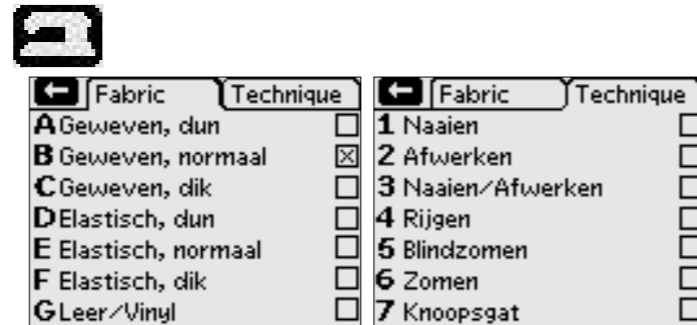 Fabric Technique
A Geweven, dun
B Geweven, normaal
C Geweven, dik
D Elastisch, dun
E Elastisch, normaal
F Elastisch, dik
G Leer/Vinyl
Fabric Technique
1 Naaien
2 Afwerken
3 Naaien/Afwerken
4 Rijgen
5 Blindzomen
6 Zomen
7 Knoopsgat